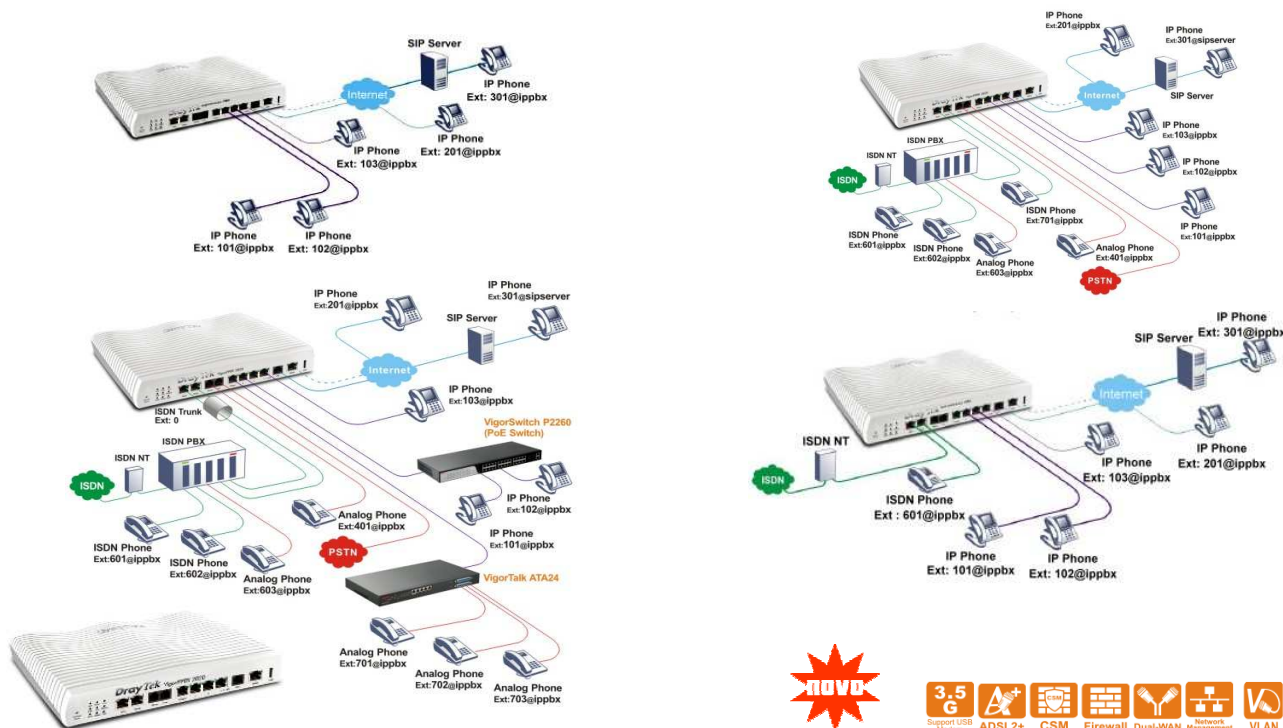 SIP Server
IP Phone
Ext: 301@ippbx
Internet
IP Phone
Ext: 103@ippbx
IP Phone
Ext: 201@ippbx
IP Phone
Ext: 101@ippbx
IP Phone
Ext: 102@ippbx
IP Phone
Ext:201@ippbx
IP Phone
Ext:301@sipserver
Internet
SIP Server
IP Phone
Ext:103@ippbx
ISDN PBX
ISDN NT
ISDN
IP Phone
Ext:102@ippbx
ISDN Phone
Ext:701@ippbx
IP Phone
Ext:101@ippbx
ISDN Phone
Ext:601@ippbx
ISDN Phone
Ext:602@ippbx
Analog Phone
Ext:603@ippbx
Analog Phone
Ext:401@ippbx
PSTN
IP Phone
Ext:201@ippbx
IP Phone
Ext:301@sipserver
SIP Server
Internet
IP Phone
Ext:103@ippbx
ISDN Trunk
Ext: 0
VigorSwitch P2260
(PoE Switch)
ISDN PBX
ISDN NT
ISDN
IP Phone
Ext:102@ippbx
Analog Phone
Ext:401@ippbx
IP Phone
Ext:101@ippbx
PSTN
ISDN Phone
Ext:601@ippbx
ISDN Phone
Ext:602@ippbx
Analog Phone
Ext:603@ippbx
VigorTalk ATA24
Analog Phone
Ext:701@ippbx
Analog Phone
Ext:702@ippbx
Analog Phone
Ext:703@ippbx
IP Phone
Ext: 301@ippbx
SIP Server
Internet
ISDN NT
ISDN
ISDN Phone
Ext : 601@ippbx
IP Phone
Ext: 103@ippbx
IP Phone
Ext: 201@ippbx
IP Phone
Ext: 101@ippbx
IP Phone
Ext: 102@ippbx
DrayTek VigorIPPBX 2820
novo
3.5
G
Support USB
ADSL2+
CSM
CSM
Firewall
Dual-WAN
Network
Management
VLAN